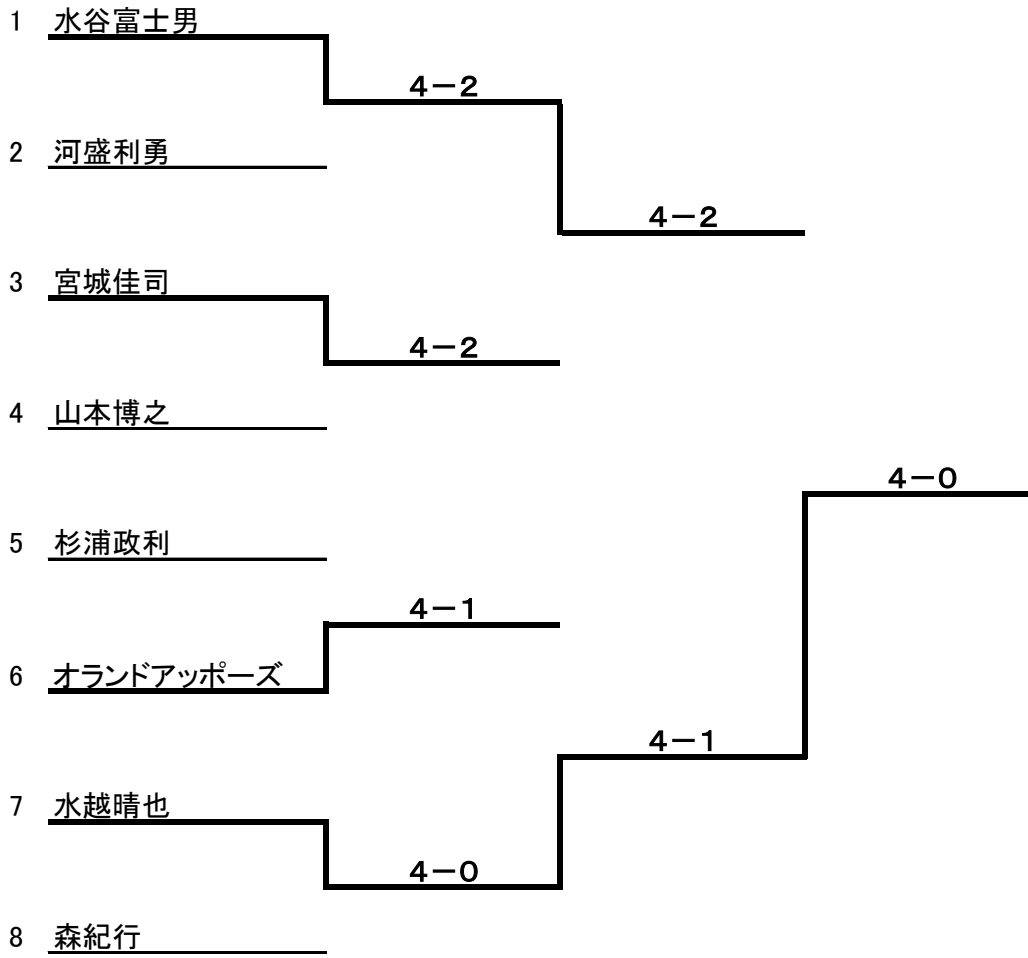 1 水谷富士男
4－2
2 河盛利勇
4－2
3 宮城佳司
4－2
4 山本博之
4－0
5 杉浦政利
4－1
6 オランドアッポーズ
4－1
7 水越晴也
4－0
8 森紀行